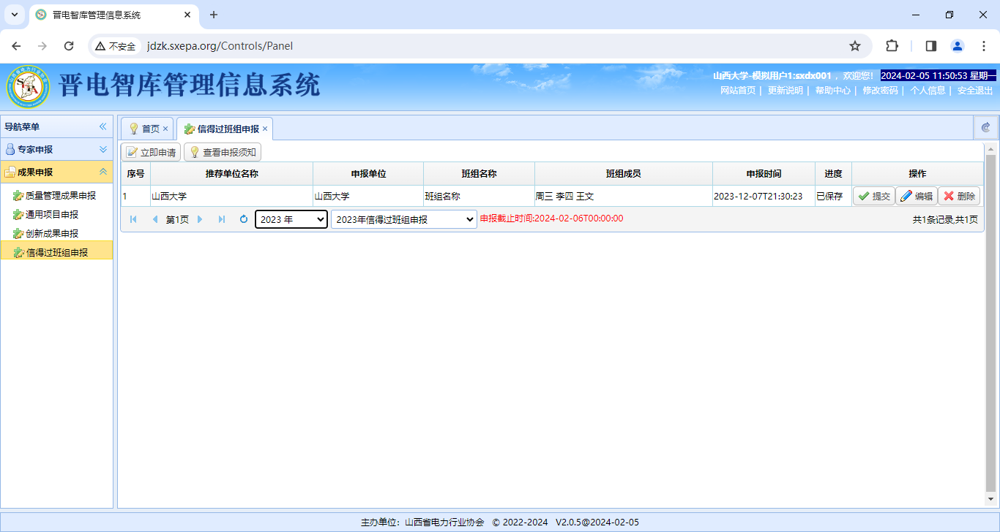 晋电智库管理信息系统
不安全 jdzk.sxepa.org/Controls/Panel
晋电智库管理信息系统
山西大学-模拟用户1:sxdx001 ，欢迎您! 2024-02-05 11:50:53 星期一
网站首页 | 更新说明 | 帮助中心 | 修改密码 | 个人信息 | 安全退出
导航菜单
专家申报
成果申报
质量管理成果申报
通用项目申报
创新成果申报
信得过班组申报
首页 信得过班组申报
立即申请 查看申报须知
序号 推荐单位名称 申报单位 班组名称 班组成员 申报时间 进度 操作
1 山西大学 山西大学 班组名称 周三 李四 王文 2023-12-07T21:30:23 已保存 提交 编辑 删除
第1页 2023 年 2023年信得过班组申报 申报截止时间:2024-02-06T00:00:00 共1条记录,共1页
主办单位：山西省电力行业协会 © 2022-2024 V2.0.5@2024-02-05